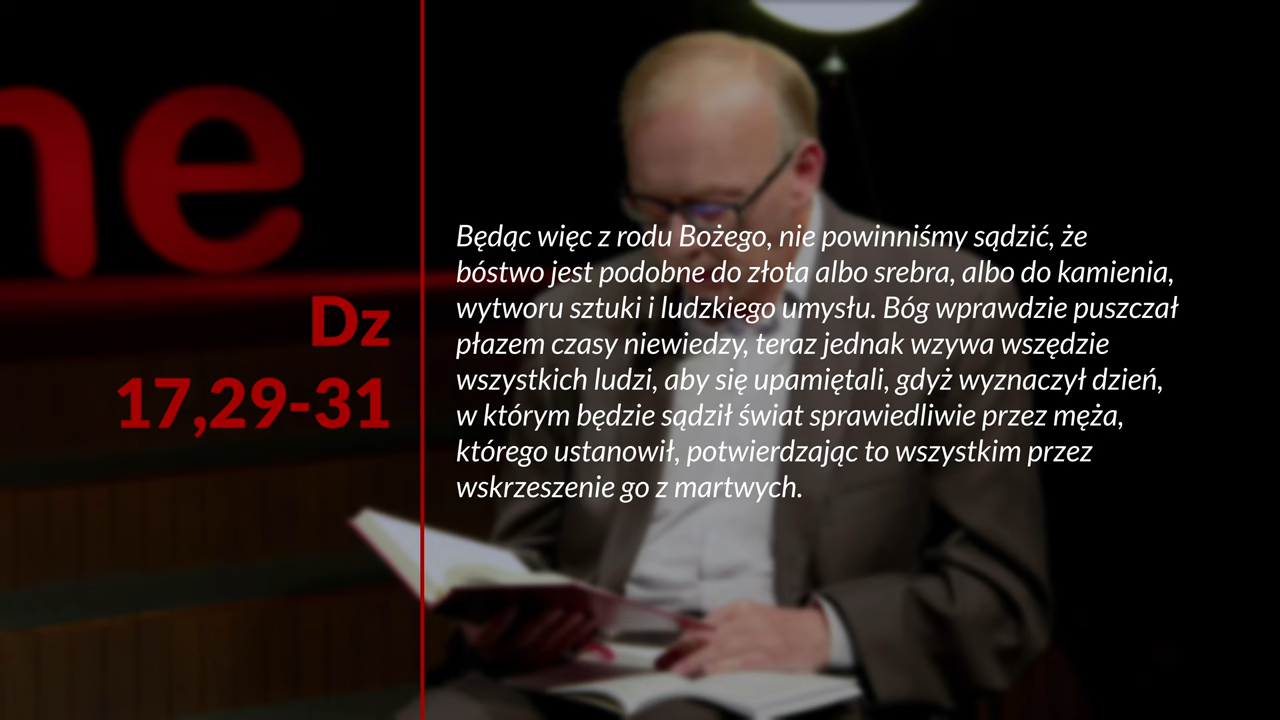 ne
Dz
17,29-31
Będąc więc z rodu Bożego, nie powinniśmy sądzić, że
bóstwo jest podobne do złota albo srebra, albo do kamienia,
wytworu sztuki i ludzkiego umysłu. Bóg wprawdzie puszczał
płazem czasy niewiedzy, teraz jednak wzywa wszędzie
wszystkich ludzi, aby się upamiętali, gdyż wyznaczył dzień,
w którym będzie sądził świat sprawiedliwie przez męża,
którego ustanowił, potwierdzając to wszystkim przez
wskrzeszenie go z martwych.